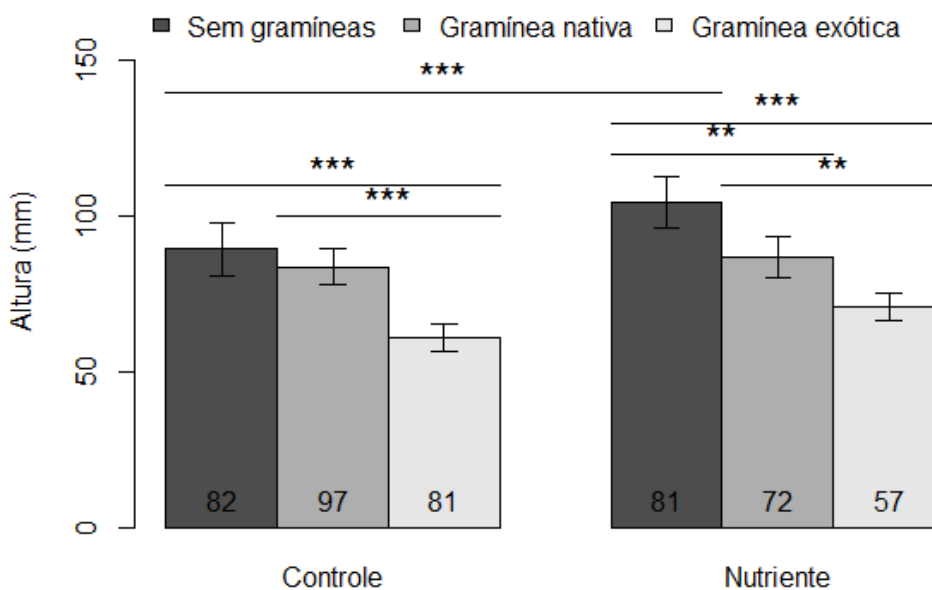 Sem gramíneas Gramínea nativa Gramínea exótica
150
***
***
**
***
**
***
100
Altura (mm)
50
82 97 81 81 72 57
0
Controle Nutriente